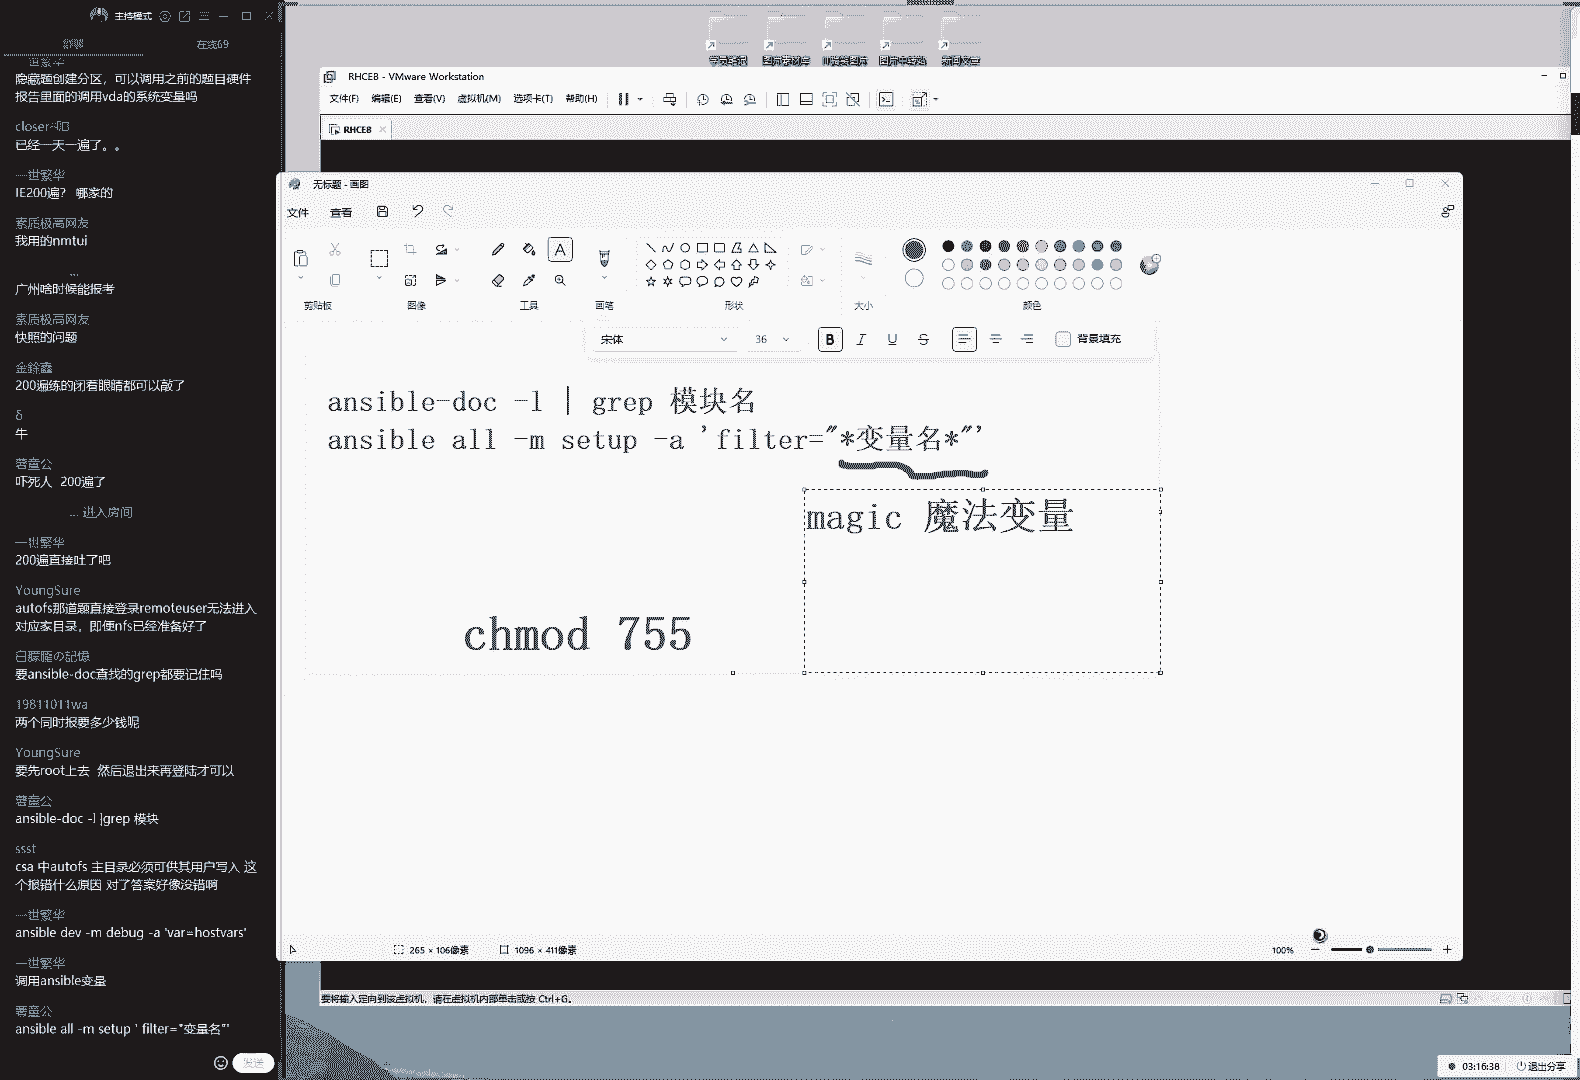 主持模式
在线69
隐藏题创建分区，可以调用之前的题目硬件
报告里面的调用vda的系统变量吗
已经一天一遍了。。
一世繁华
IE200遍？ 哪家的
素质极高网友
我用的nmtui
...
广州啥时候能报考
素质极高网友
快照的问题
200遍练的闭着眼睛都可以敲了
δ
牛
吓死人 200遍了
... 进入房间
一世繁华
200遍直接吐了吧
YoungSure
autofs那道题直接登录remoteuser无法进入
对应家目录，即使nfs已经准备好了
要ansible-doc查找的grep都要记住吗
19811011wa
两个同时报要多少钱呢
YoungSure
要先root上去 然后退出来再登陆才可以
ansible-doc -l |grep 模块
ssst
csa 中autofs 主目录必须可供其用户写入 这
个报错什么原因 对了答案好像没错啊
一世繁华
ansible dev -m debug -a 'var=hostvars'
一世繁华
调用ansible变量
ansible all -m setup ' filter="变量名"'
发送
RHCE8 - VMware Workstation
文件(F) 编辑(E) 查看(V) 虚拟机(M) 选项卡(T) 帮助(H)
RHCE8
无标题 - 画图
文件 查看
剪贴板 图像 工具 画笔 形状 大小 颜色
宋体 36 B I U S 背景填充
ansible-doc -l | grep 模块名
ansible all -m setup -a 'filter="*变量名*"'
magic 魔法变量
chmod 755
265 × 106像素 1096 × 411像素 100%
要将输入定向到该虚拟机，请在虚拟机内部单击或按 Ctrl+G。
03:16:38 退出分享